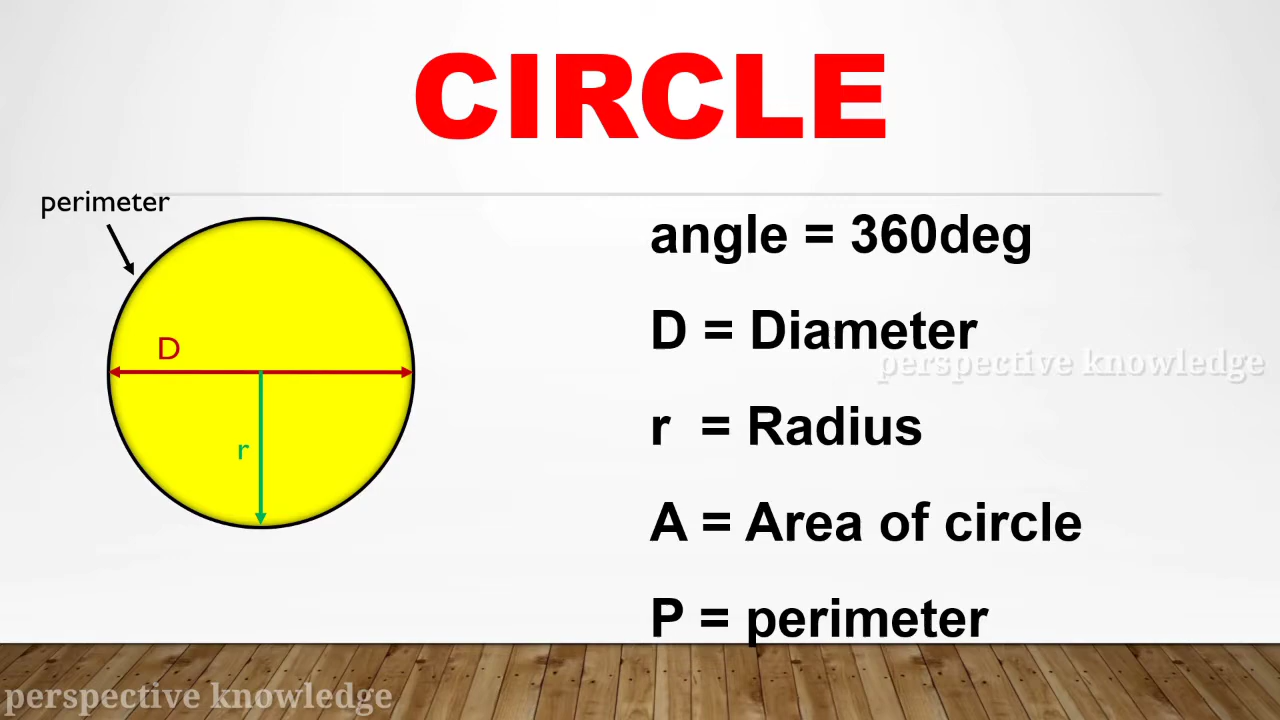 CIRCLE
perimeter
D
r
angle = 360deg
D = Diameter
perspective knowledge
r = Radius
A = Area of circle
P = perimeter
perspective knowledge